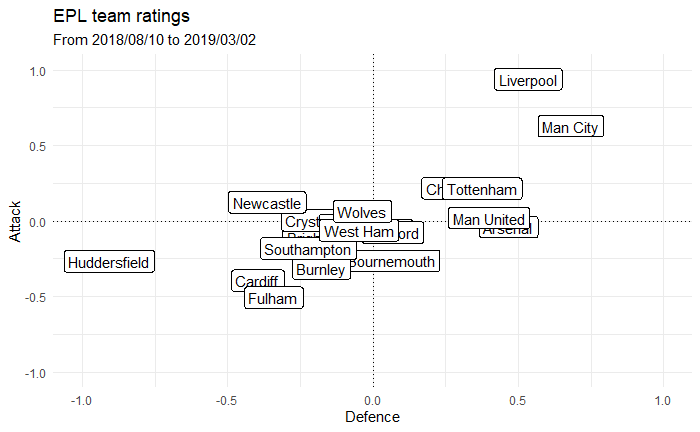 EPL team ratings
From 2018/08/10 to 2019/03/02
Attack
1.0
0.5
0.0
-0.5
-1.0
Liverpool
Man City
Tottenham
Newcastle
Wolves
Man United
West Ham
Southampton
Huddersfield
Burnley
Cardiff
Fulham
-1.0
-0.5
0.0
0.5
1.0
Defence